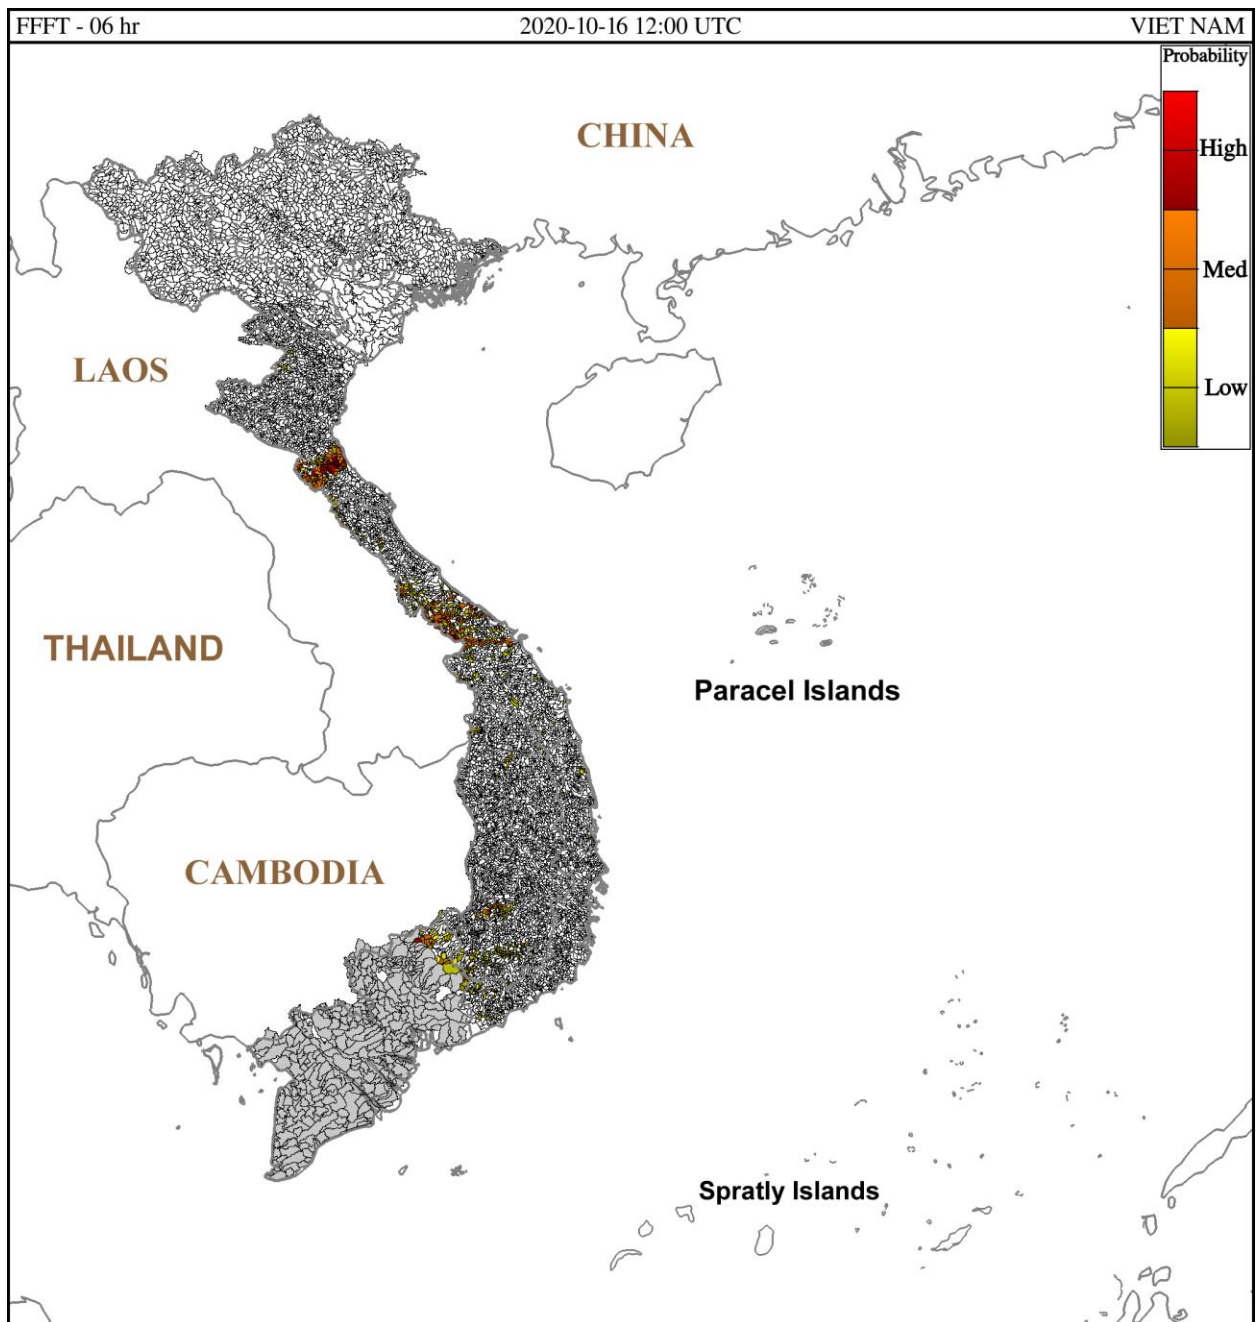 FFFT - 06 hr 2020-10-16 12:00 UTC VIET NAM
Probability
CHINA
High
Med
LAOS
Low
THAILAND
Paracel Islands
CAMBODIA
Spratly Islands